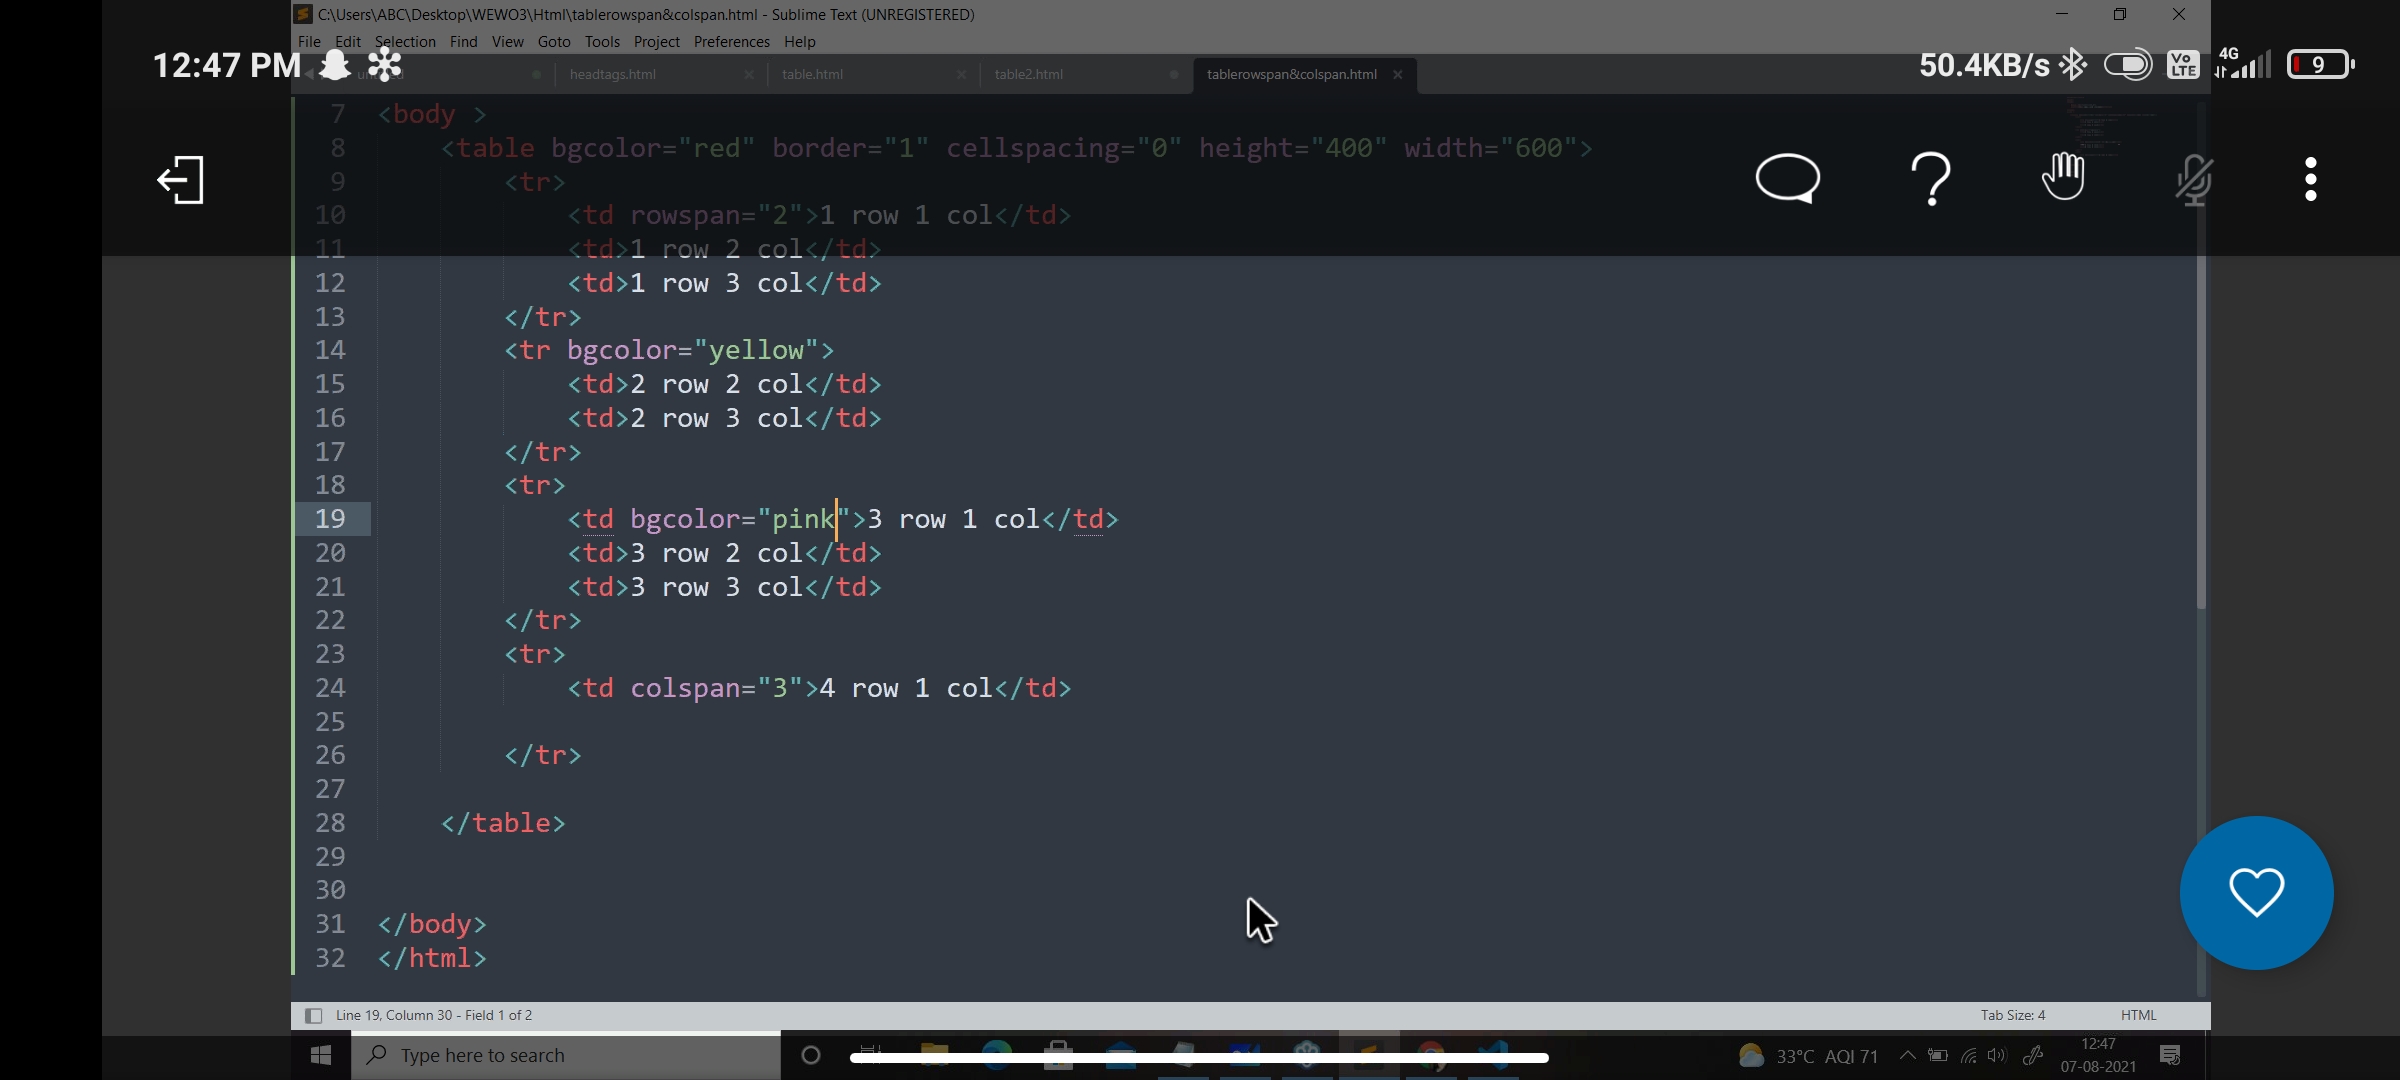 C:\Users\ABC\Desktop\WEWO3\Html\tablerowspan&colspan.html - Sublime Text (UNREGISTERED)
File Edit Selection Find View Goto Tools Project Preferences Help
12:47 PM 50.4KB/s Vo LTE 4G 9
headtags.html table.html table2.html tablerowspan&colspan.html
7 <body >
8 <table bgcolor="red" border="1" cellspacing="0" height="400" width="600">
9 <tr>
10 <td rowspan="2">1 row 1 col</td>
11 <td>1 row 2 col</td>
12 <td>1 row 3 col</td>
13 </tr>
14 <tr bgcolor="yellow">
15 <td>2 row 2 col</td>
16 <td>2 row 3 col</td>
17 </tr>
18 <tr>
19 <td bgcolor="pink">3 row 1 col</td>
20 <td>3 row 2 col</td>
21 <td>3 row 3 col</td>
22 </tr>
23 <tr>
24 <td colspan="3">4 row 1 col</td>
25
26 </tr>
27
28 </table>
29
30
31 </body>
32 </html>
Line 19, Column 30 - Field 1 of 2 Tab Size: 4 HTML
Type here to search 33°C AQI 71 12:47
07-08-2021